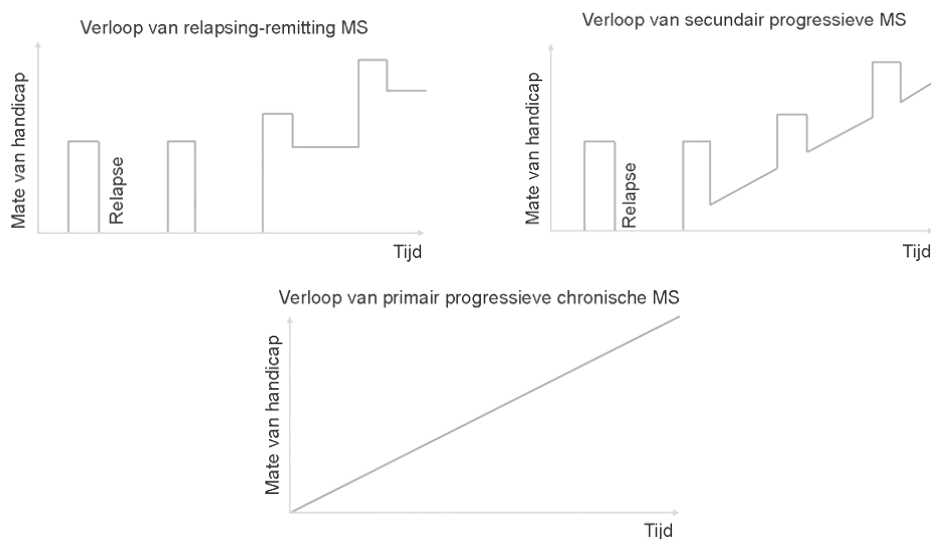 Verloop van relapsing-remitting MS
Mate van handicap
Relapse
Tijd
Verloop van secundair progressieve MS
Mate van handicap
Relapse
Tijd
Verloop van primair progressieve chronische MS
Mate van handicap
Tijd